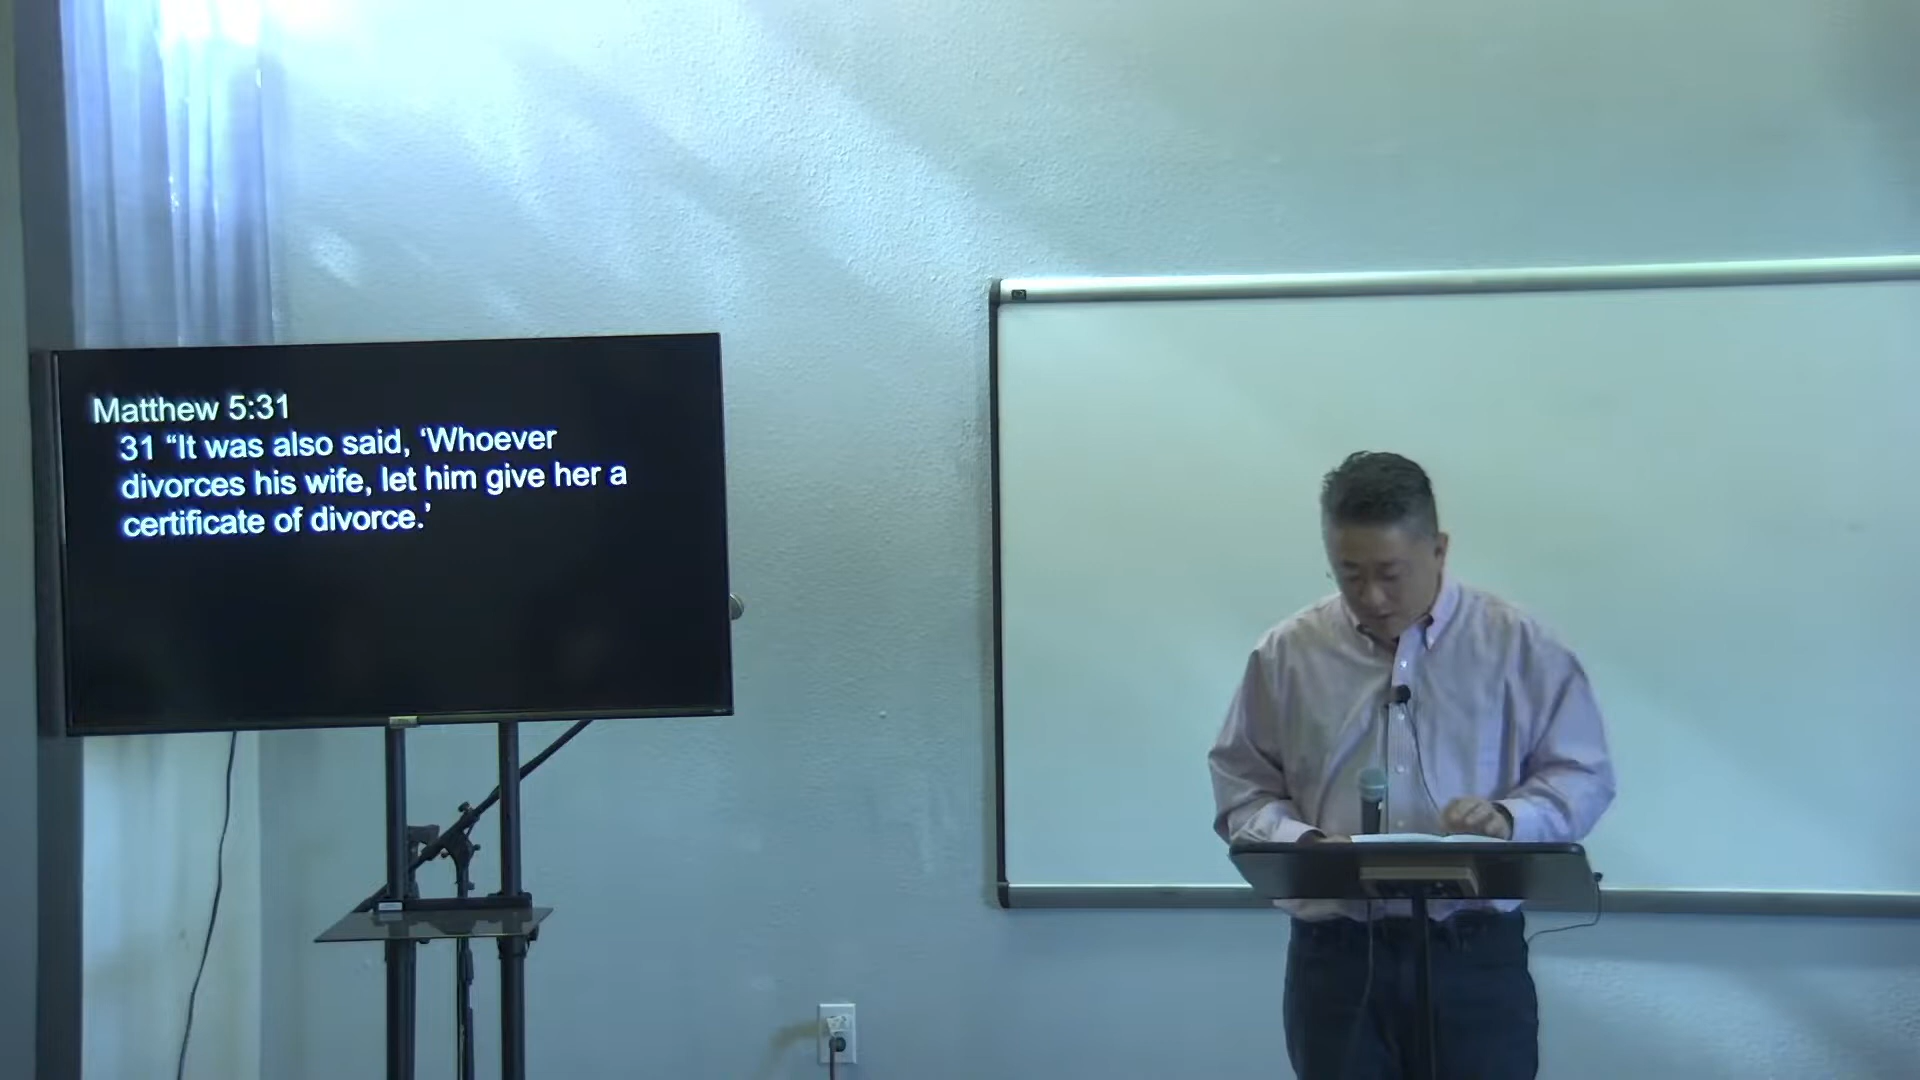 Matthew 5:31
31 “It was also said, ‘Whoever
divorces his wife, let him give her a
certificate of divorce.’